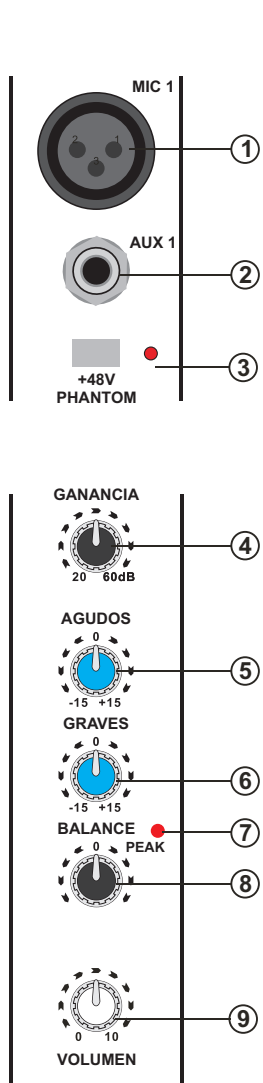 MIC 1
2 1
3
1
AUX 1
2
+48V
PHANTOM
3
GANANCIA
20 60dB
4
AGUDOS
0
-15 +15
5
GRAVES
0
-15 +15
6
BALANCE
0
PEAK
7
8
0 10
VOLUMEN
9